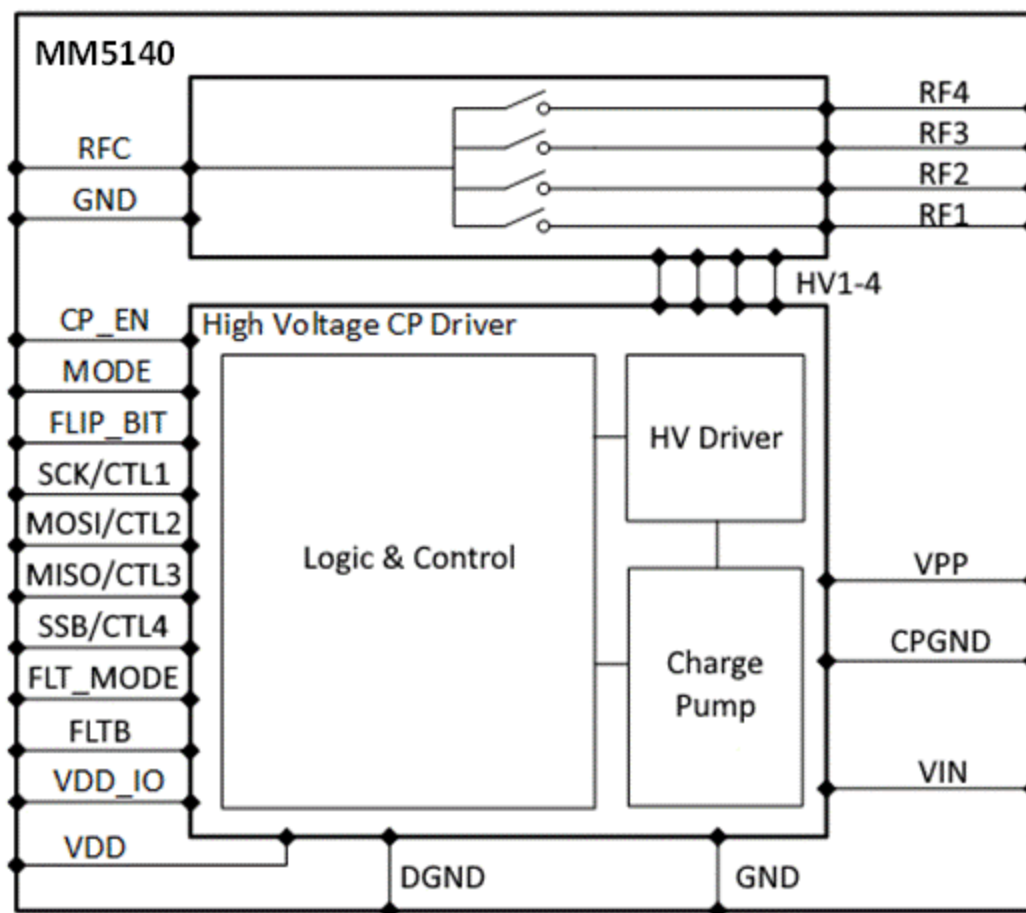 MM5140
RF4
RFC
RF3
GND
RF2
RF1
HV1-4
CP_EN
High Voltage CP Driver
MODE
FLIP_BIT
HV Driver
SCK/CTL1
MOSI/CTL2
Logic & Control
MISO/CTL3
VPP
SSB/CTL4
CPGND
FLT_MODE
Charge
Pump
FLTB
VDD_IO
VIN
VDD
DGND
GND